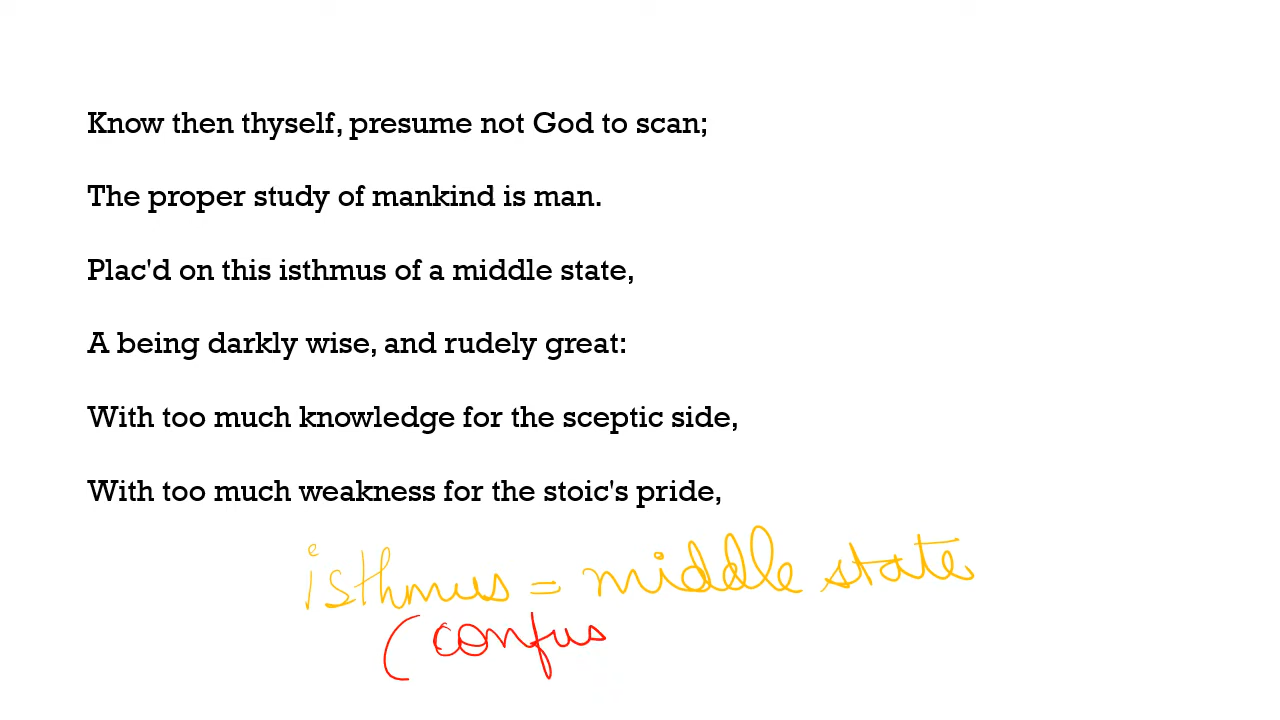 Know then thyself, presume not God to scan;
The proper study of mankind is man.
Plac'd on this isthmus of a middle state,
A being darkly wise, and rudely great:
With too much knowledge for the sceptic side,
With too much weakness for the stoic's pride,
isthmus = middle state
(confus